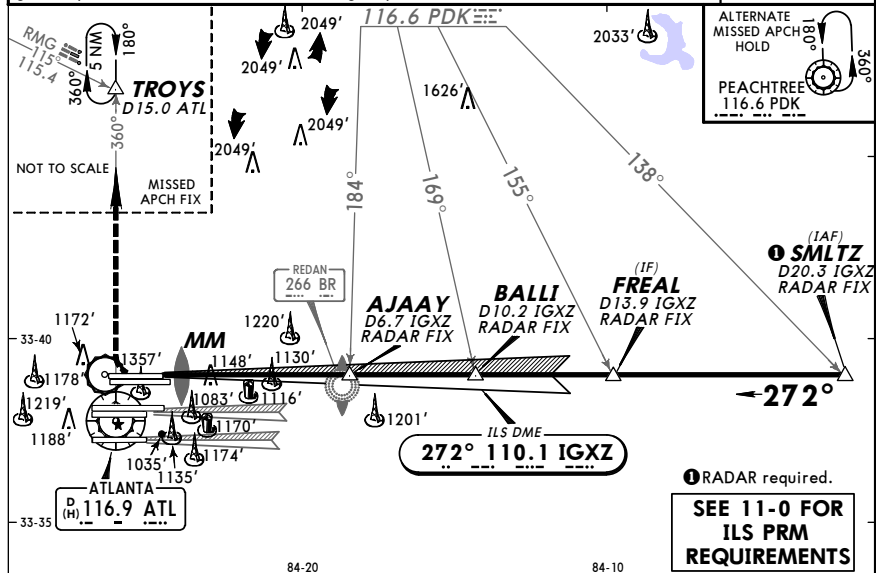 116.6 PDK
2049'
2033'
ALTERNATE
MISSED APCH
HOLD
180°
360°
PEACHTREE
116.6 PDK
RMG
115°
115.4
5 NM
180°
360°
TROYS
D15.0 ATL
360°
2049'
1626'
2049'
2049'
NOT TO SCALE
MISSED
APCH FIX
184°
169°
155°
138°
(IAF)
❶ SMLTZ
D20.3 IGXZ
RADAR FIX
(IF)
FREAL
D13.9 IGXZ
RADAR FIX
BALLI
D10.2 IGXZ
RADAR FIX
AJAAY
D6.7 IGXZ
RADAR FIX
REDAN
266 BR
33-40
1172'
MM
1220'
1357'
1148'
1130'
1178'
1083'
1116'
272°
1219'
1201'
1188'
1170'
1035'
1174'
1135'
ILS DME
272° 110.1 IGXZ
ATLANTA
D
(H) 116.9 ATL
❶RADAR required.
SEE 11-0 FOR
ILS PRM
REQUIREMENTS
33-35
84-20
84-10